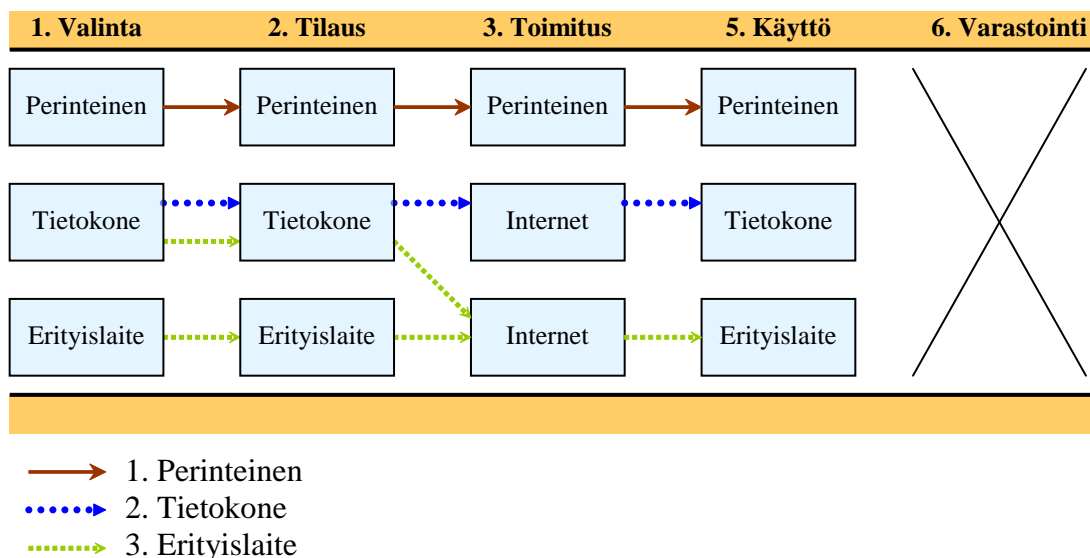 1. Valinta 2. Tilaus 3. Toimitus 5. Käyttö 6. Varastointi
Perinteinen Perinteinen Perinteinen Perinteinen
Tietokone Tietokone Internet Tietokone
Erityislaite Erityislaite Internet Erityislaite
1. Perinteinen
2. Tietokone
3. Erityislaite